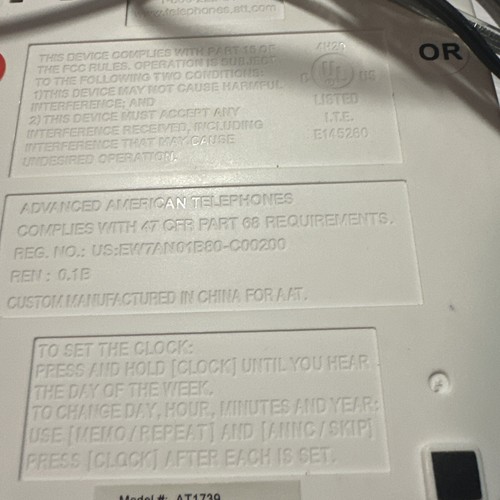 www.telephones.att.com
THIS DEVICE COMPLIES WITH PART 15 OF
THE FCC RULES. OPERATION IS SUBJECT
TO THE FOLLOWING TWO CONDITIONS:
1)THIS DEVICE MAY NOT CAUSE HARMFUL
INTERFERENCE; AND
2) THIS DEVICE MUST ACCEPT ANY
INTERFERENCE RECEIVED, INCLUDING
INTERFERENCE THAT MAY CAUSE
UNDESIRED OPERATION.
4H29
C UL US
LISTED
I.T.E.
E145280
OR
ADVANCED AMERICAN TELEPHONES
COMPLIES WITH 47 CFR PART 68 REQUIREMENTS.
REG. NO.: US:EW7AN01B80-C00200
REN : 0.1B
CUSTOM MANUFACTURED IN CHINA FOR AAT.
TO SET THE CLOCK:
PRESS AND HOLD [CLOCK] UNTIL YOU HEAR
THE DAY OF THE WEEK.
TO CHANGE DAY, HOUR, MINUTES AND YEAR:
USE [MEMO/REPEAT] AND [ANNC/SKIP]
PRESS [CLOCK] AFTER EACH IS SET.
Model #: AT1739